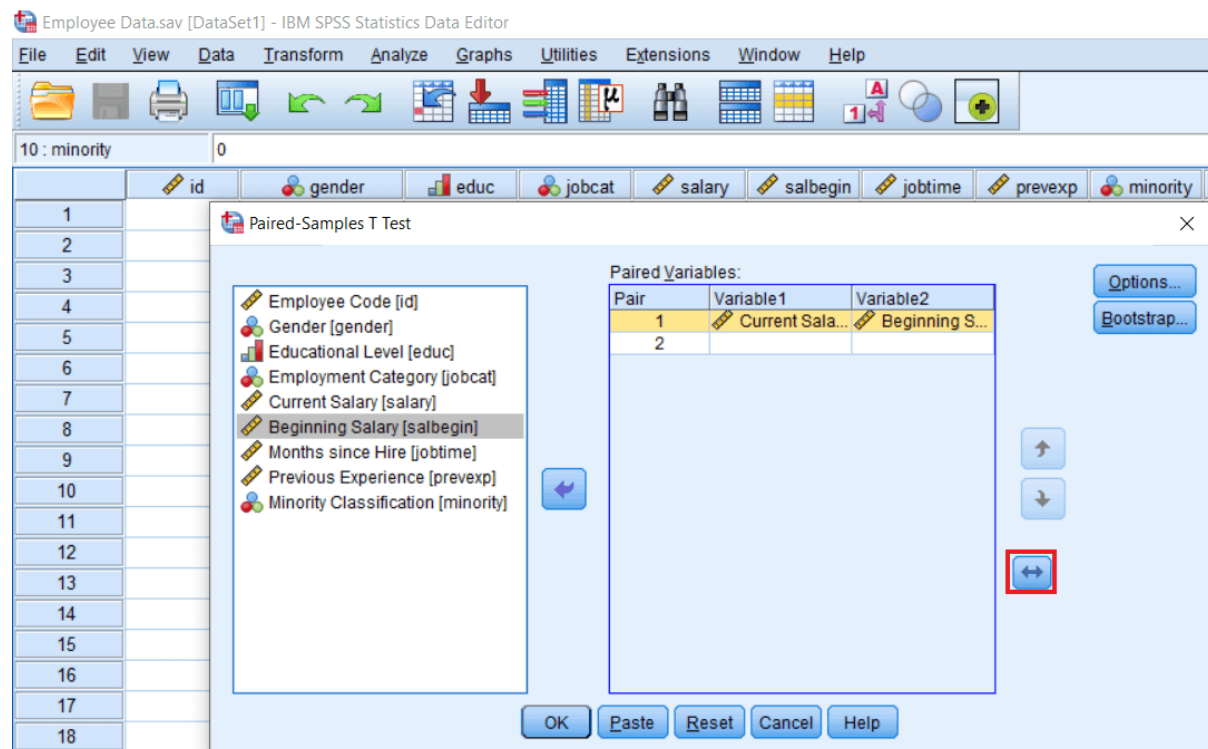 Employee Data.sav [DataSet1] - IBM SPSS Statistics Data Editor
File Edit View Data Transform Analyze Graphs Utilities Extensions Window Help
A
1
µ
10 : minority 0
id gender educ jobcat salary salbegin jobtime prevexp minority
1
Paired-Samples T Test
2
3
4
5
6
7
8
9
10
11
12
13
14
15
16
17
18
Employee Code [id]
Gender [gender]
Educational Level [educ]
Employment Category [jobcat]
Current Salary [salary]
Beginning Salary [salbegin]
Months since Hire [jobtime]
Previous Experience [prevexp]
Minority Classification [minority]
Paired Variables:
Pair Variable1 Variable2
1 Current Sala... Beginning S...
2
Options...
Bootstrap...
OK Paste Reset Cancel Help